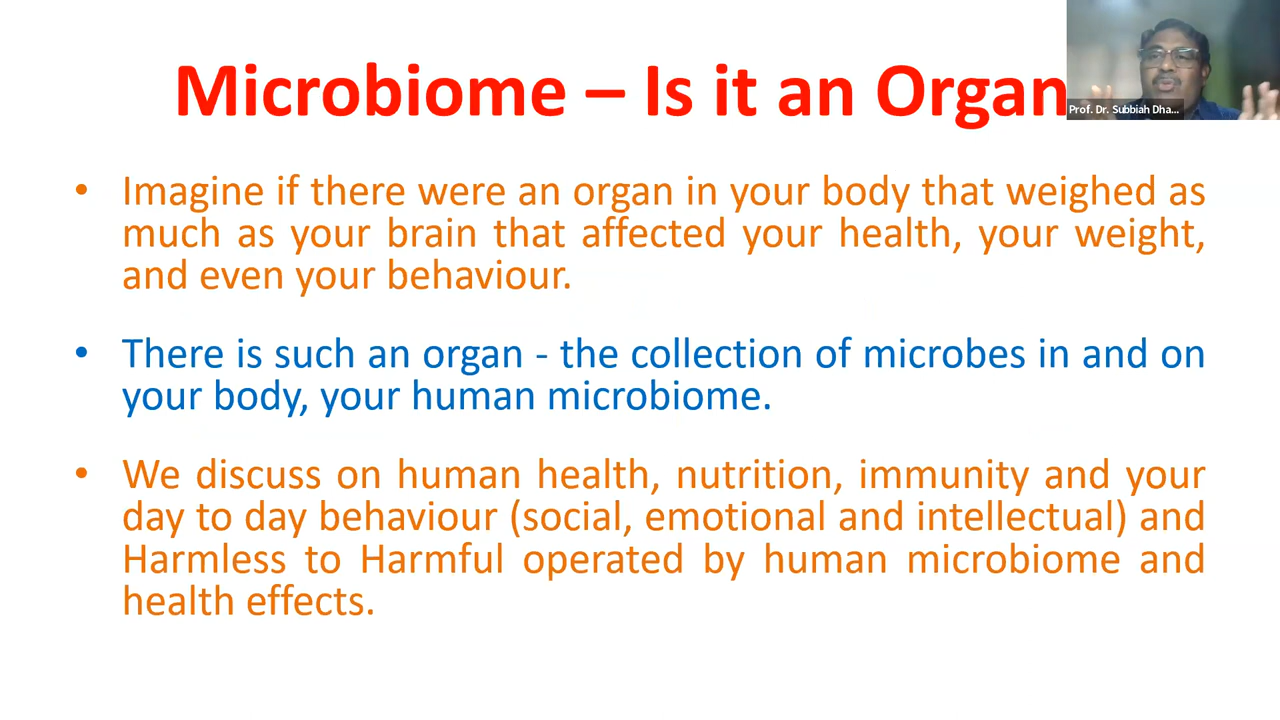 Microbiome – Is it an Organ
Prof. Dr. Subbiah Dha...
• Imagine if there were an organ in your body that weighed as
much as your brain that affected your health, your weight,
and even your behaviour.
• There is such an organ - the collection of microbes in and on
your body, your human microbiome.
• We discuss on human health, nutrition, immunity and your
day to day behaviour (social, emotional and intellectual) and
Harmless to Harmful operated by human microbiome and
health effects.